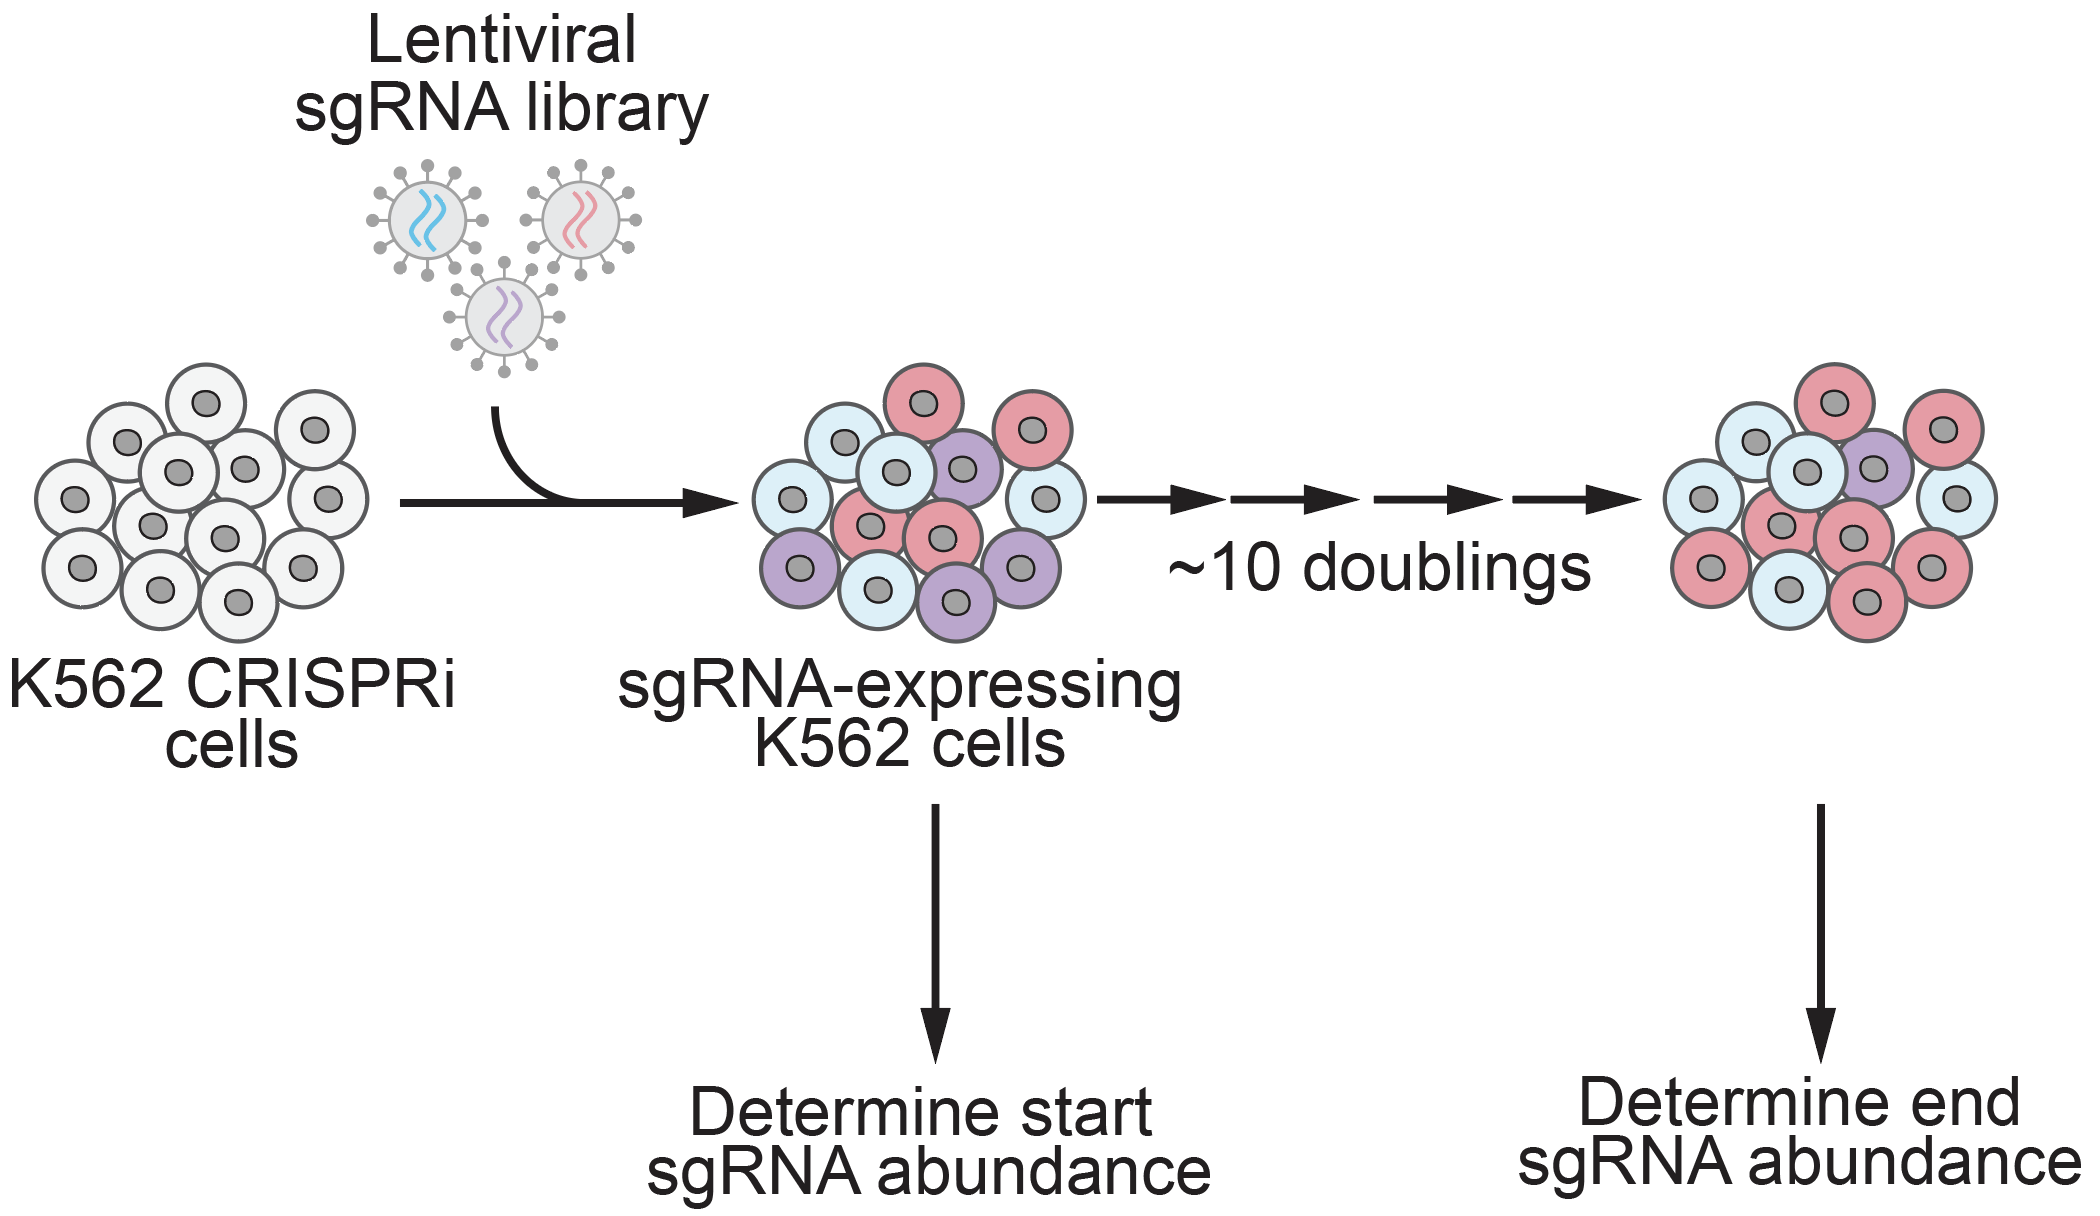 Lentiviral
sgRNA library
K562 CRISPRi
cells
sgRNA-expressing
K562 cells
~10 doublings
Determine start
sgRNA abundance
Determine end
sgRNA abundance